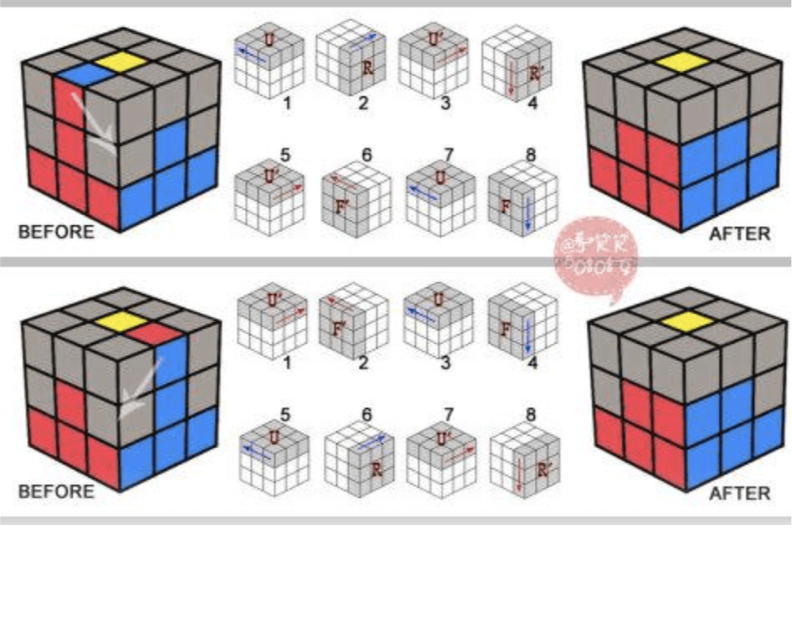 U R U' R'
1 2 3 4
5 6 7 8
U' F' U F
BEFORE
AFTER
U' F' U F
1 2 3 4
5 6 7 8
U R U' R'
BEFORE
AFTER